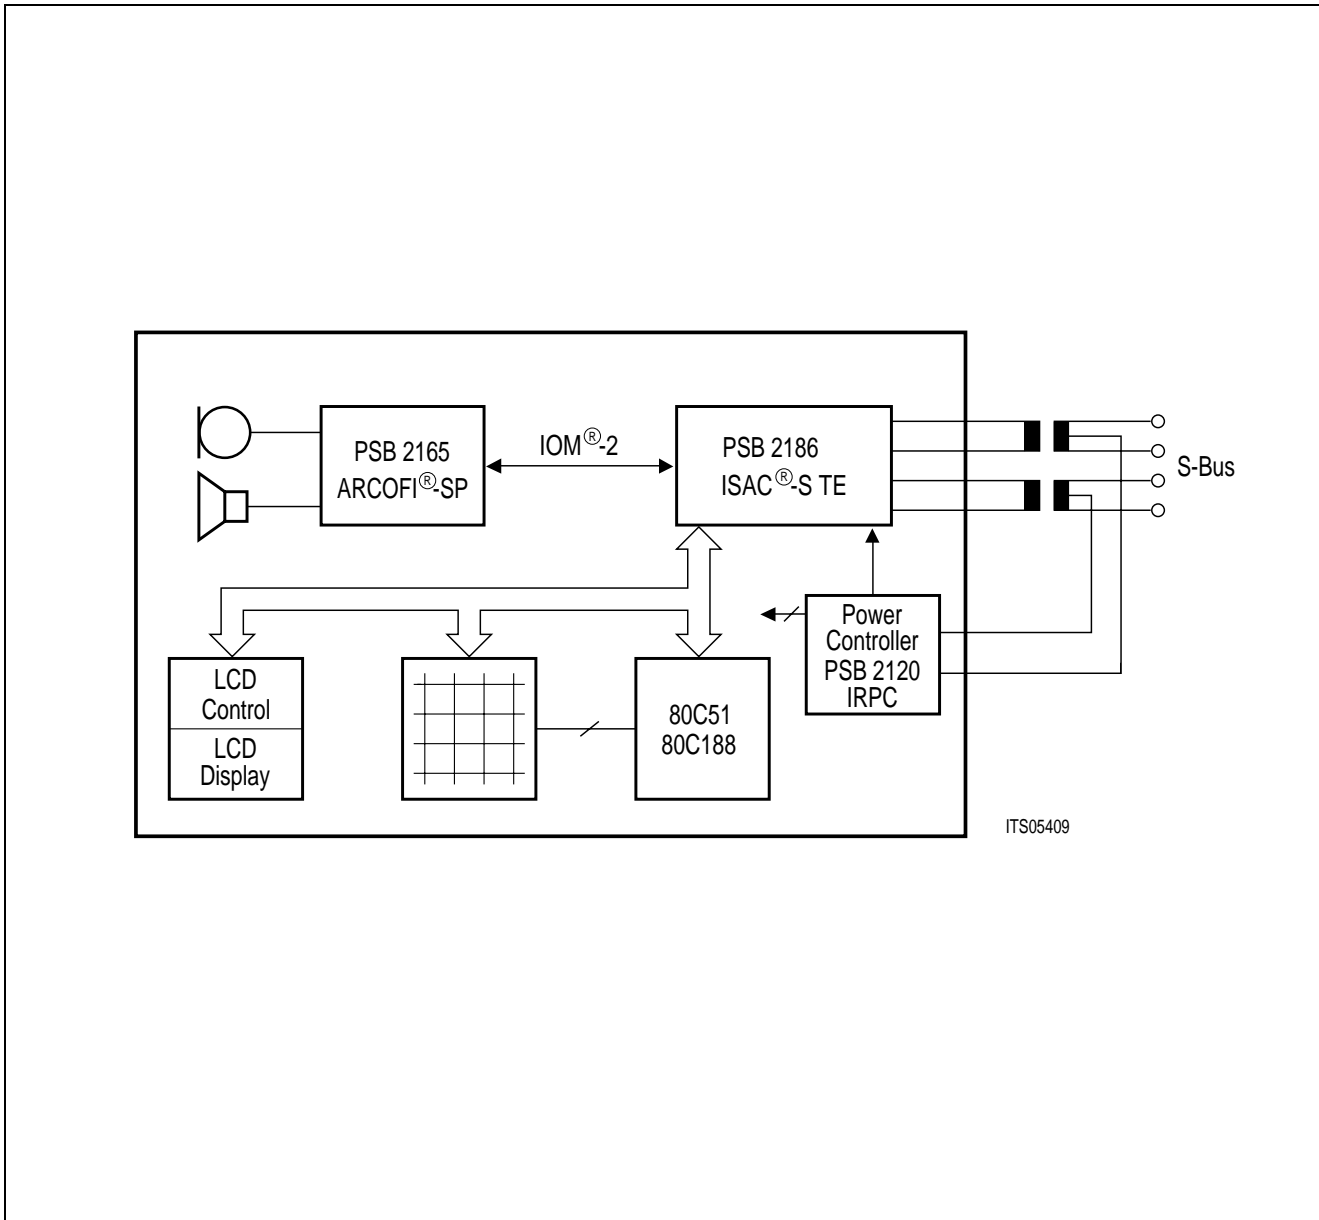 PSB 2165
ARCOFI®-SP
IOM®-2
PSB 2186
ISAC®-S TE
S-Bus
LCD
Control
LCD
Display
80C51
80C188
Power
Controller
PSB 2120
IRPC
ITS05409